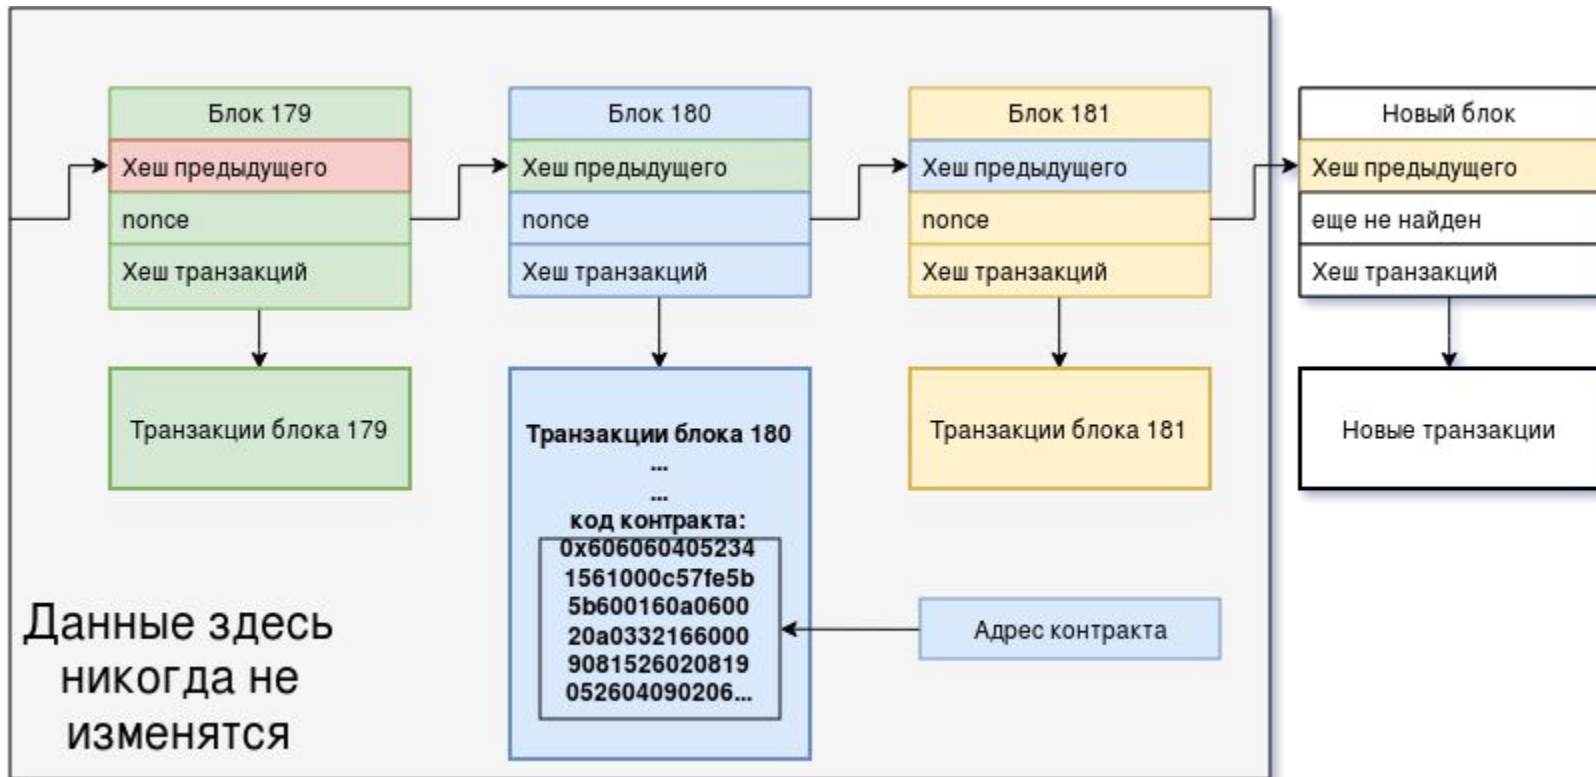 Блок 179
Хеш предыдущего
nonce
Хеш транзакций
Транзакции блока 179
Блок 180
Хеш предыдущего
nonce
Хеш транзакций
Транзакции блока 180
...
...
код контракта:
0x606060405234
1561000c57fe5b
5b600160a0600
20a0332166000
9081526020819
052604090206...
Блок 181
Хеш предыдущего
nonce
Хеш транзакций
Транзакции блока 181
Адрес контракта
Новый блок
Хеш предыдущего
еще не найден
Хеш транзакций
Новые транзакции
Данные здесь
никогда не
изменятся